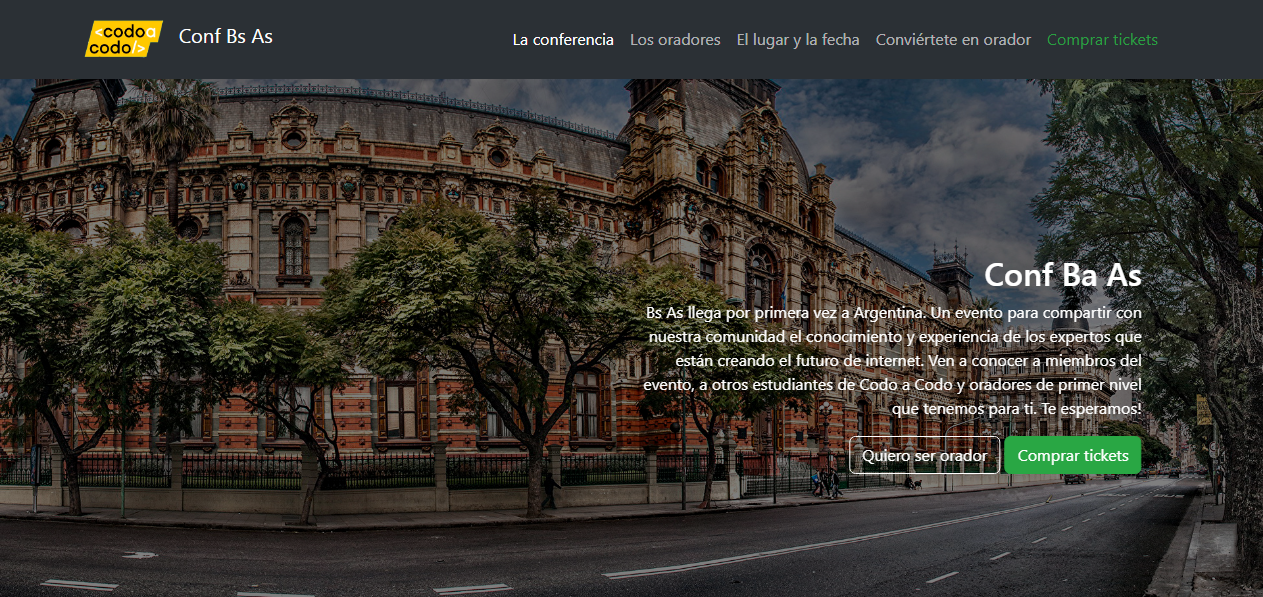 <codoa
codo/>
Conf Bs As
La conferencia
Los oradores
El lugar y la fecha
Conviértete en orador
Comprar tickets
Conf Ba As
Bs As llega por primera vez a Argentina. Un evento para compartir con
nuestra comunidad el conocimiento y experiencia de los expertos que
están creando el futuro de internet. Ven a conocer a miembros del
evento, a otros estudiantes de Codo a Codo y oradores de primer nivel
que tenemos para ti. Te esperamos!
Quiero ser orador
Comprar tickets